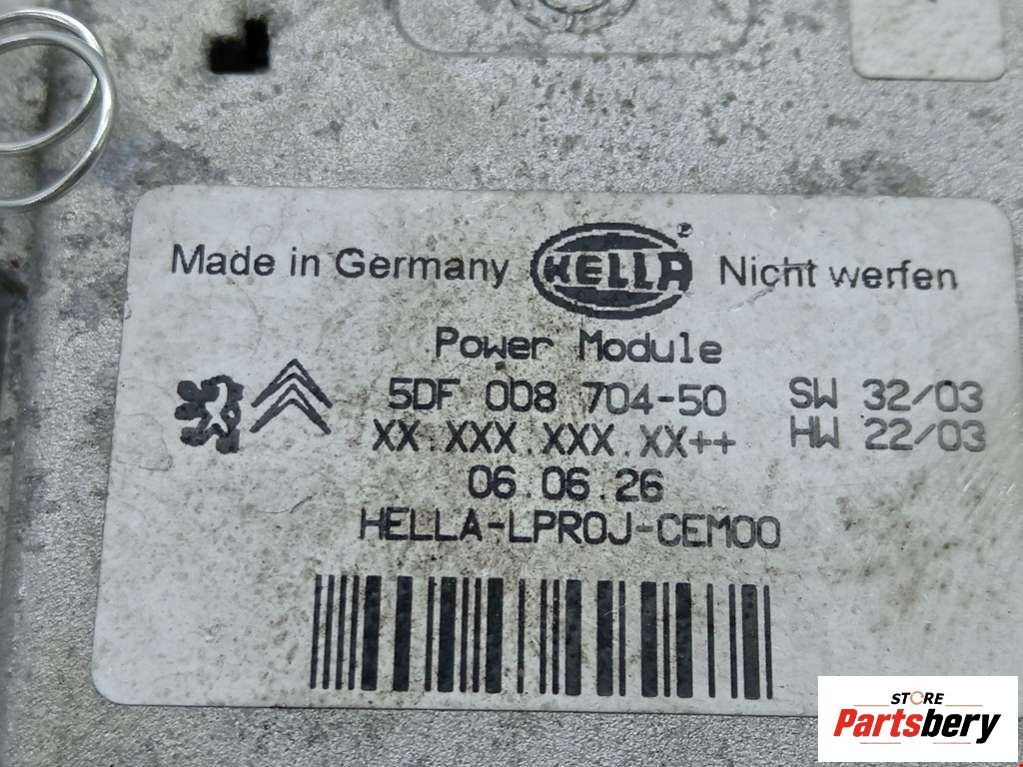 Made in Germany HELLA ® Nicht werfen
Power Module
5DF 008 704-50 SW 32/03
XX.XXX.XXX.XX++ HW 22/03
06.06.26
HELLA-LPROJ-CEM00
STORE
Partsbery